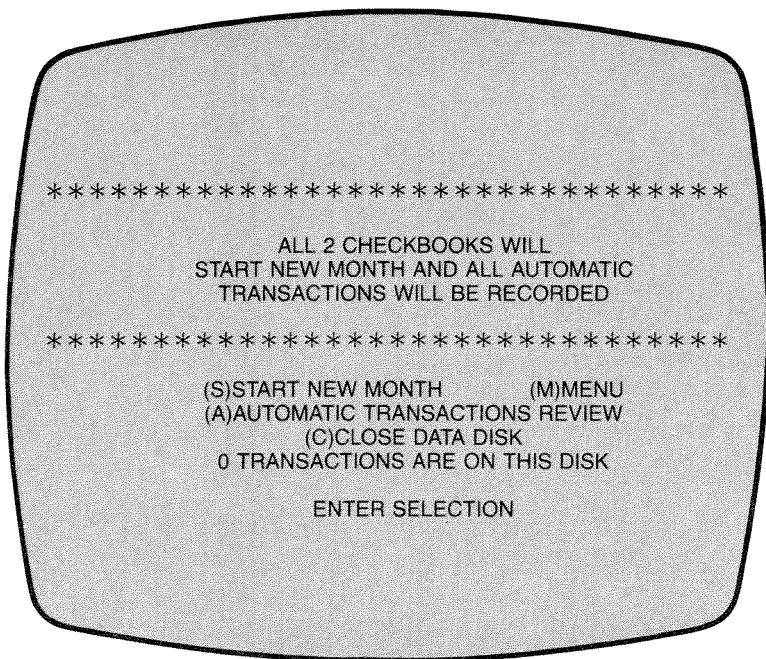 ********************************
ALL 2 CHECKBOOKS WILL
START NEW MONTH AND ALL AUTOMATIC
TRANSACTIONS WILL BE RECORDED
********************************
(S)START NEW MONTH (M)MENU
(A)AUTOMATIC TRANSACTIONS REVIEW
(C)CLOSE DATA DISK
0 TRANSACTIONS ARE ON THIS DISK
ENTER SELECTION